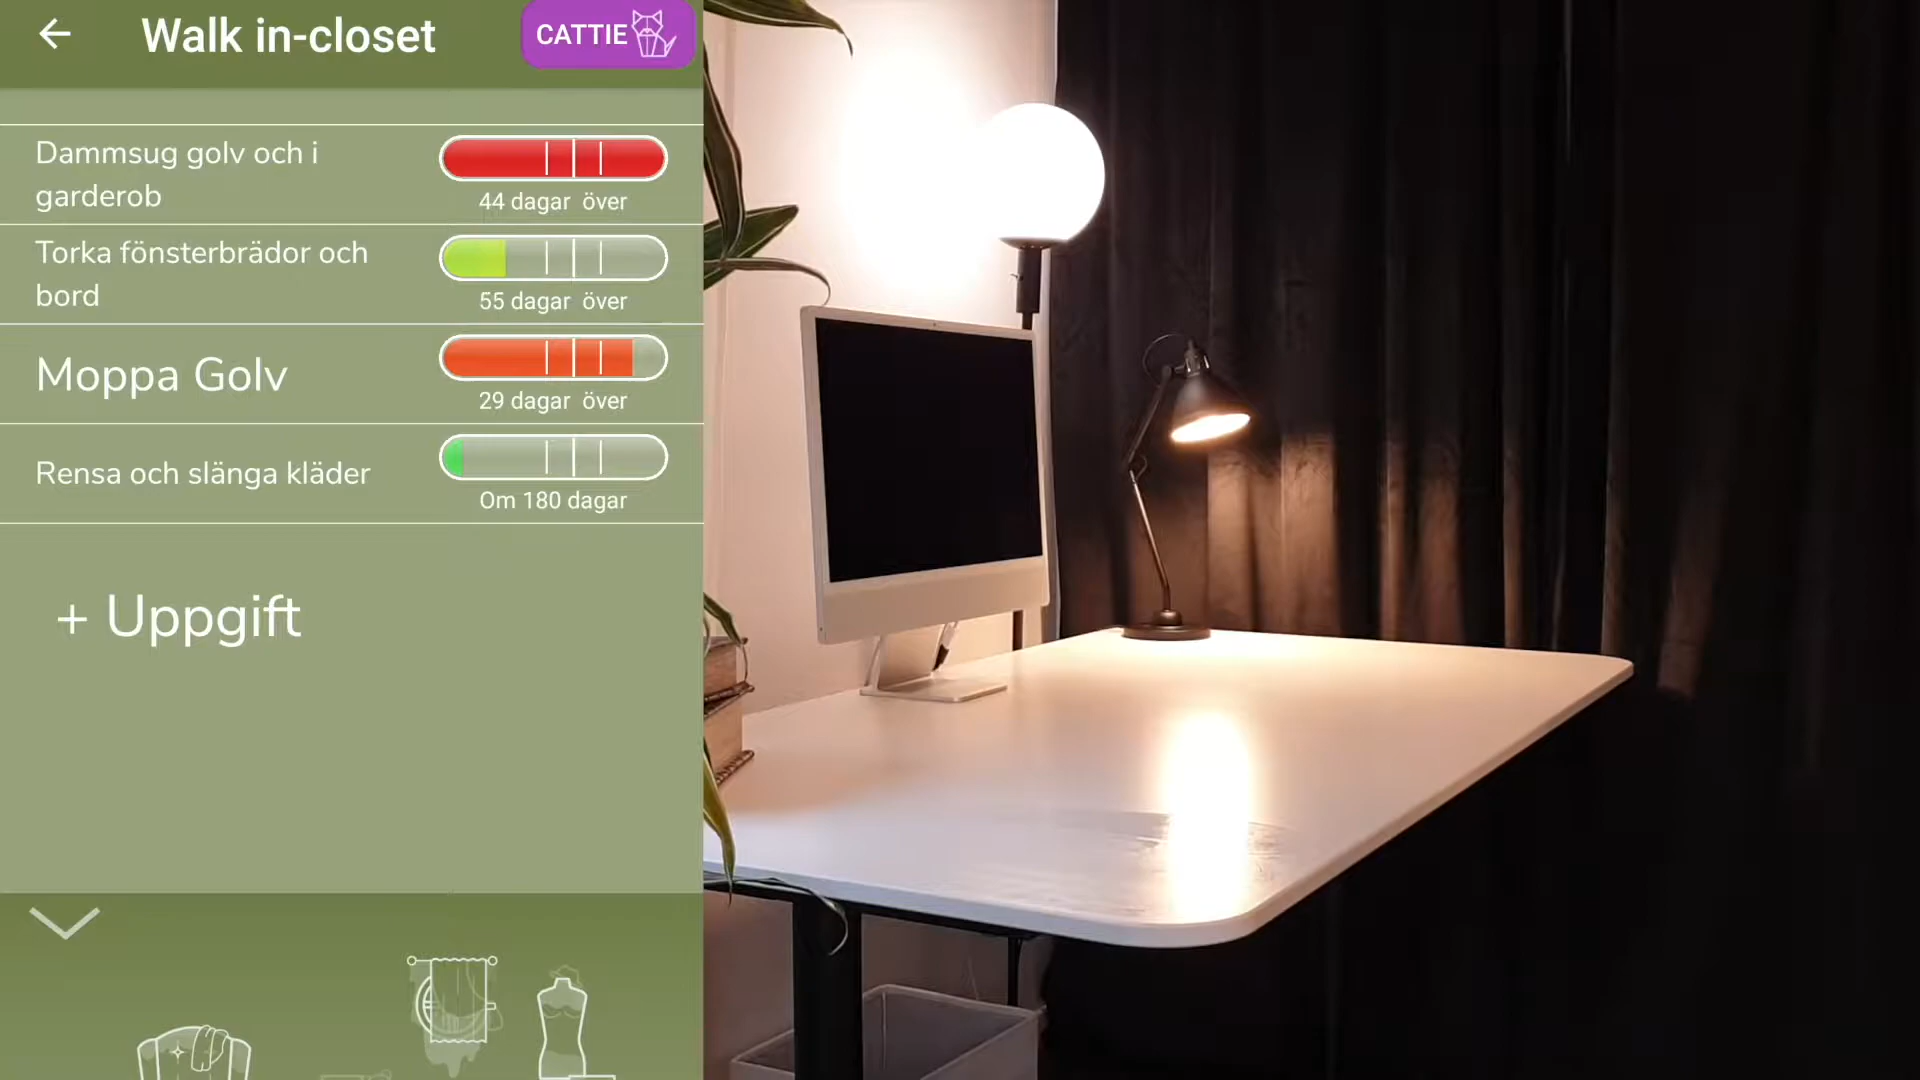 Walk in-closet
CATTIE
Dammsug golv och i
garderob
44 dagar över
Torka fönsterbrädor och
bord
55 dagar över
Moppa Golv
29 dagar över
Rensa och slänga kläder
Om 180 dagar
+ Uppgift